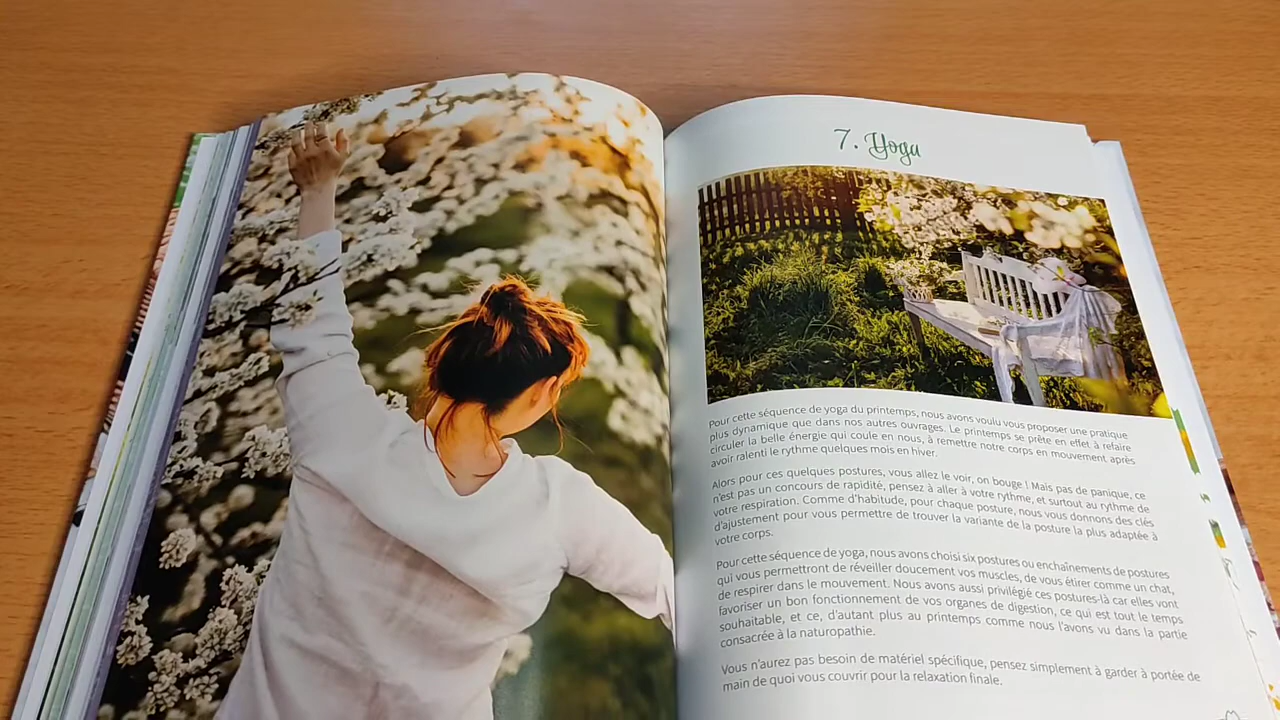 7. Yoga
Pour cette séquence de yoga du printemps, nous avons voulu vous proposer une pratique
plus dynamique que dans nos autres ouvrages. Le printemps se prête en effet à refaire
circuler la belle énergie qui coule en nous, à remettre notre corps en mouvement après
avoir ralenti le rythme quelques mois en hiver.
Alors pour ces quelques postures, vous allez le voir, on bouge ! Mais pas de panique, ce
n'est pas un concours de rapidité, pensez à aller à votre rythme, et surtout au rythme de
votre respiration. Comme d'habitude, pour chaque posture, nous vous donnons des clés
d'ajustement pour vous permettre de trouver la variante de la posture la plus adaptée à
votre corps.
Pour cette séquence de yoga, nous avons choisi six postures ou enchaînements de postures
qui vous permettront de réveiller doucement vos muscles, de vous étirer comme un chat,
de respirer dans le mouvement. Nous avons aussi privilégié ces postures-là car elles vont
favoriser un bon fonctionnement de vos organes de digestion, ce qui est tout le temps
souhaitable, et ce, d'autant plus au printemps comme nous l'avons vu dans la partie
consacrée à la naturopathie.
Vous n'aurez pas besoin de matériel spécifique, pensez simplement à garder à portée de
main de quoi vous couvrir pour la relaxation finale.